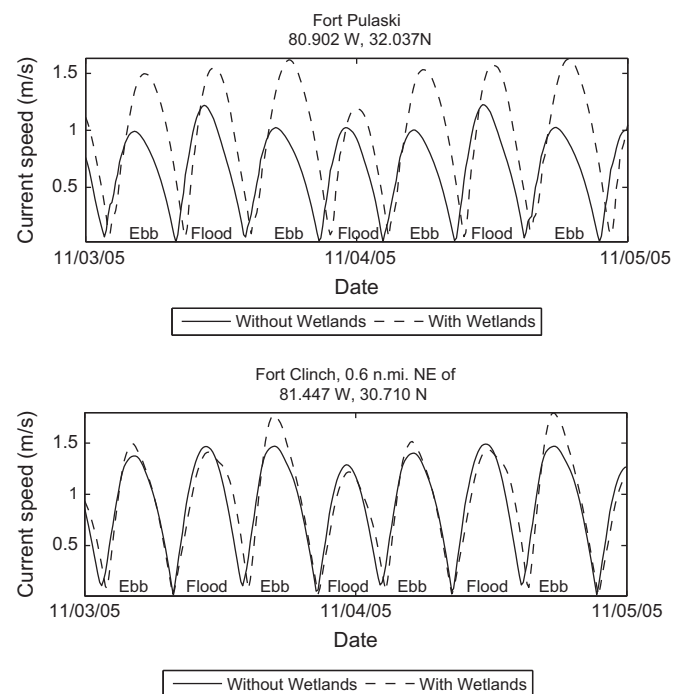 Fort Pulaski
80.902 W, 32.037N
Current speed (m/s)
1.5
1
0.5
Ebb Flood Ebb Flood Ebb Flood Ebb
11/03/05 11/04/05 11/05/05
Date
Without Wetlands With Wetlands
Fort Clinch, 0.6 n.mi. NE of
81.447 W, 30.710 N
Current speed (m/s)
1.5
1
0.5
Ebb Flood Ebb Flood Ebb Flood Ebb
11/03/05 11/04/05 11/05/05
Date
Without Wetlands With Wetlands